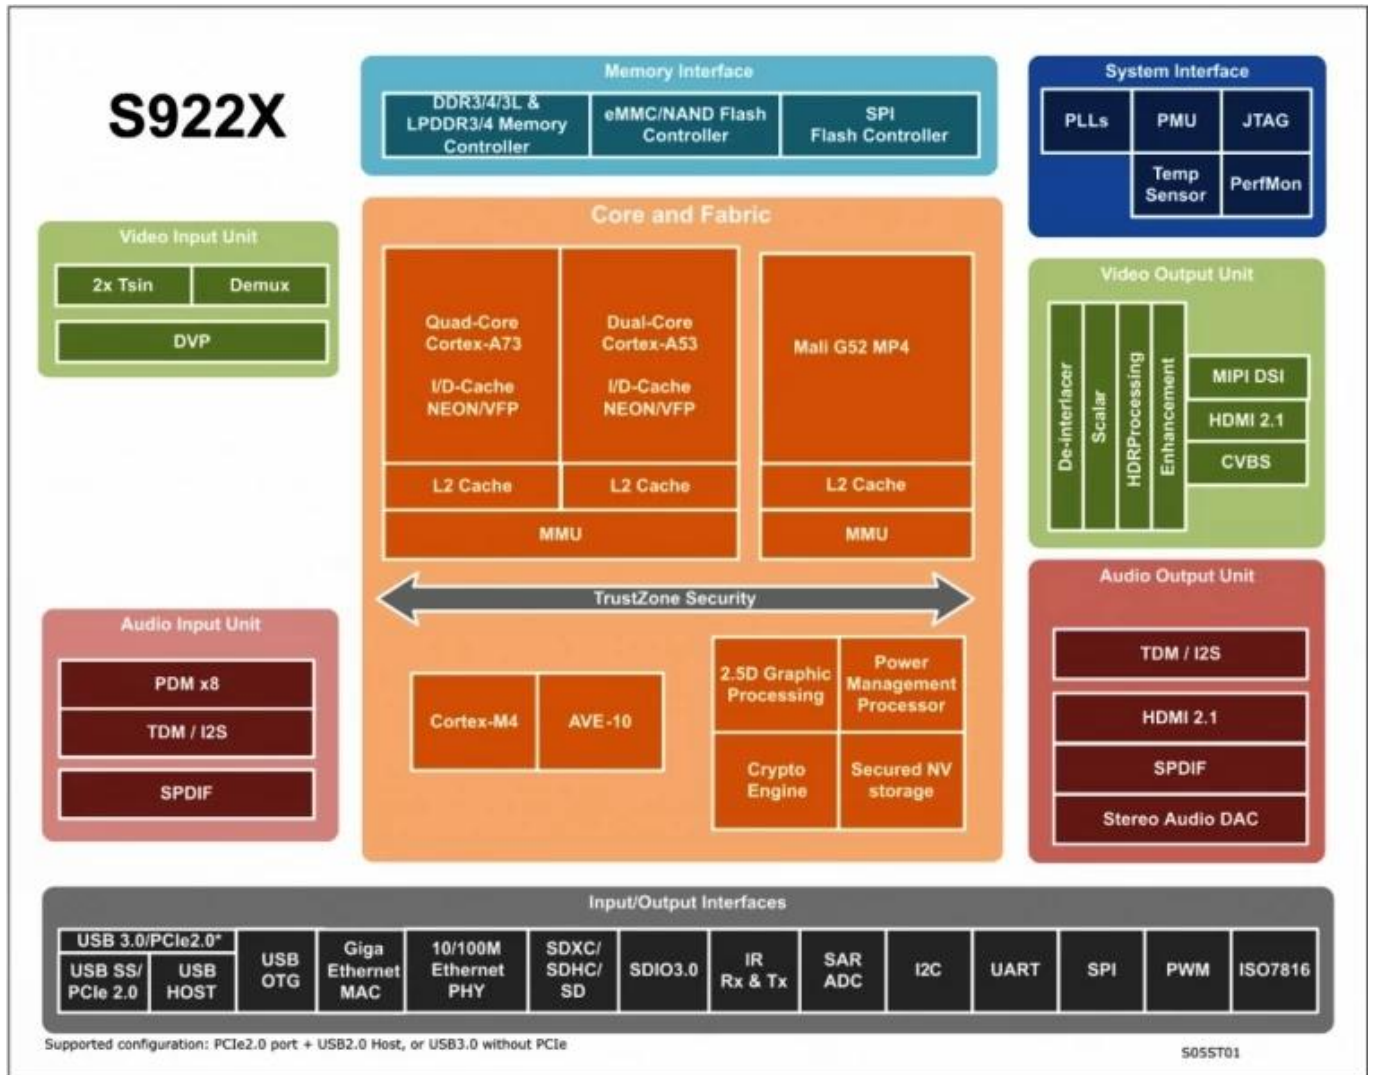 S922X
Memory Interface
DDR3/4/3L &
LPDDR3/4 Memory
Controller
eMMC/NAND Flash
Controller
SPI
Flash Controller
System Interface
PLLs
PMU
JTAG
Temp
Sensor
PerfMon
Video Input Unit
2x Tsin
Demux
DVP
Core and Fabric
Quad-Core
Cortex-A73
I/D-Cache
NEON/VFP
Dual-Core
Cortex-A53
I/D-Cache
NEON/VFP
Mali G52 MP4
L2 Cache
L2 Cache
L2 Cache
MMU
MMU
Video Output Unit
De-interlacer
Scalar
HDRProcessing
Enhancement
MIPI DSI
HDMI 2.1
CVBS
TrustZone Security
Audio Input Unit
PDM x8
TDM / I2S
SPDIF
Cortex-M4
AVE-10
2.5D Graphic
Processing
Power
Management
Processor
Crypto
Engine
Secured NV
storage
Audio Output Unit
TDM / I2S
HDMI 2.1
SPDIF
Stereo Audio DAC
Input/Output Interfaces
USB 3.0/PCIe2.0*
USB SS/
PCIe 2.0
USB
HOST
USB
OTG
Giga
Ethernet
MAC
10/100M
Ethernet
PHY
SDXC/
SDHC/
SD
SDIO3.0
IR
Rx & Tx
SAR
ADC
I2C
UART
SPI
PWM
ISO7816
Supported configuration: PCIe2.0 port + USB2.0 Host, or USB3.0 without PCIe
S05ST01